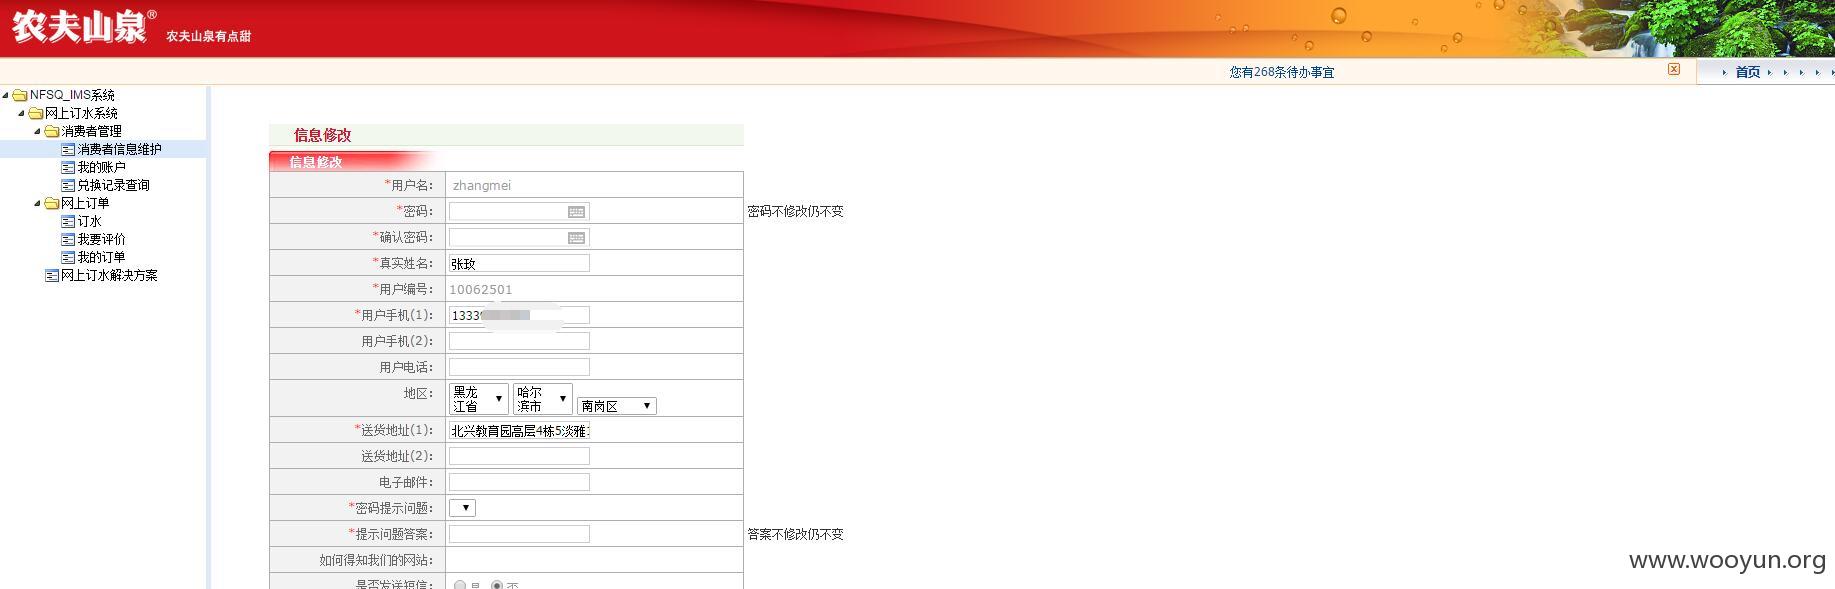 农夫山泉®
农夫山泉有点甜
您有268条待办事宜
首页
NFSQ_IMS系统
网上订水系统
消费者管理
消费者信息维护
我的账户
兑换记录查询
网上订单
订水
我要评价
我的订单
网上订水解决方案
信息修改
信息修改
*用户名: zhangmei
*密码: 密码不修改仍不变
*确认密码:
*真实姓名: 张玫
*用户编号: 10062501
*用户手机(1): 1333
用户手机(2):
用户电话:
地区: 黑龙江省 哈尔滨市 南岗区
*送货地址(1): 北兴教育园高层4栋5淡雅1
送货地址(2):
电子邮件:
*密码提示问题:
*提示问题答案: 答案不修改仍不变
如何得知我们的网站:
是否发送短信: 是 否
www.wooyun.org